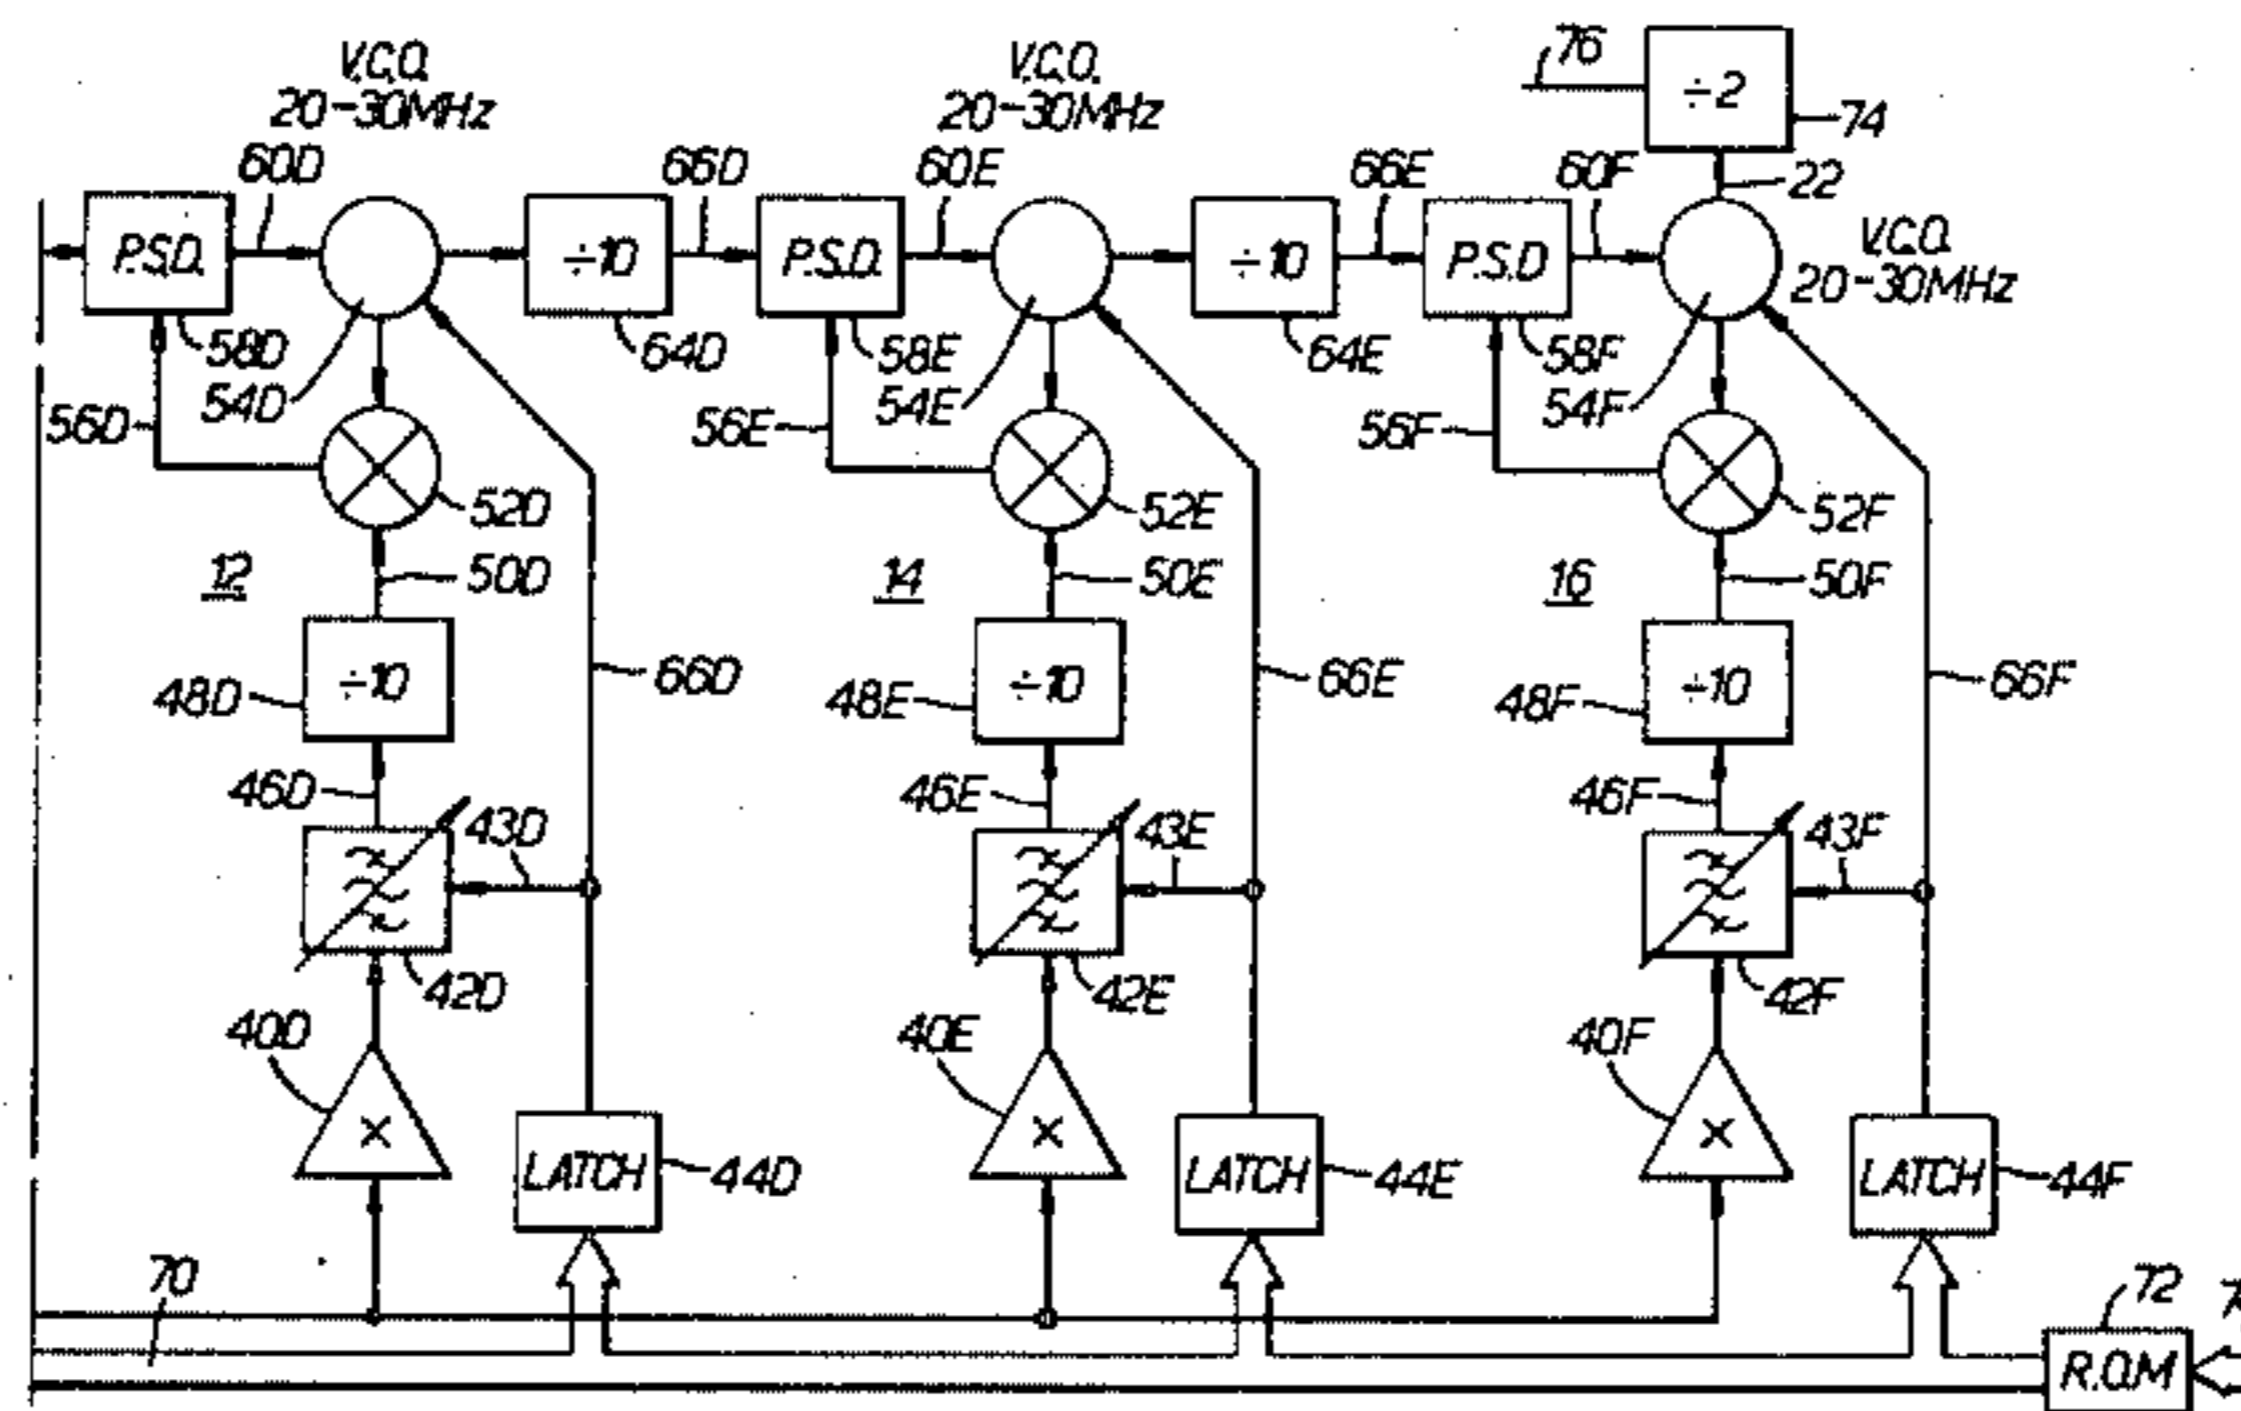 V.C.O.
20-30MHz
V.C.O.
20-30MHz
76
÷2
74
60D
66D
60E
66E
60F
22
P.S.D.
÷10
P.S.D.
÷10
P.S.D
V.C.O.
20-30MHz
58D
64D
58E
64E
58F
54D
54E
54F
56D
56E
56F
52D
52E
52F
12
50D
14
50E
16
50F
48D
÷10
66D
48E
÷10
66E
48F
÷10
66F
46D
43D
46E
43E
46F
43F
42D
42E
42F
40D
40E
40F
X
LATCH
44D
X
LATCH
44E
X
LATCH
44F
70
72
R.O.M